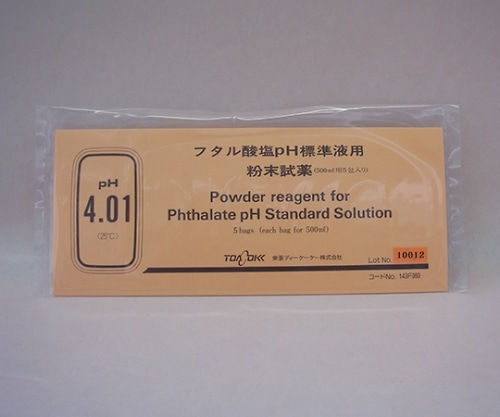 フタル酸塩pH標準液用
粉末試薬(500ml用5包入り)
pH
4.01
(25℃)
Powder reagent for
Phthalate pH Standard Solution
5 bags (each bag for 500ml)
東亜ディーケーケー株式会社
Lot No. 10012
コードNo.